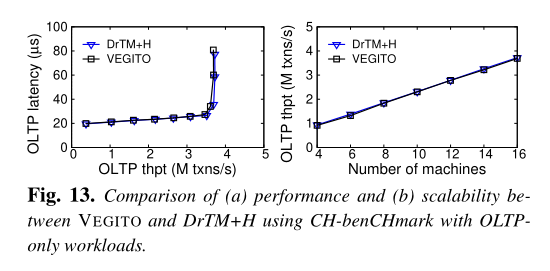 OLTP latency (μs)
100
80
60
40
20
0
DrTM+H
VEGITO
0 1 2 3 4 5
OLTP thpt (M txns/s)
OLTP thpt (M txns/s)
5
4
3
2
1
0
DrTM+H
VEGITO
4 6 8 10 12 14 16
Number of machines
Fig. 13. Comparison of (a) performance and (b) scalability be-
tween VEGITO and DrTM+H using CH-benCHmark with OLTP-
only workloads.